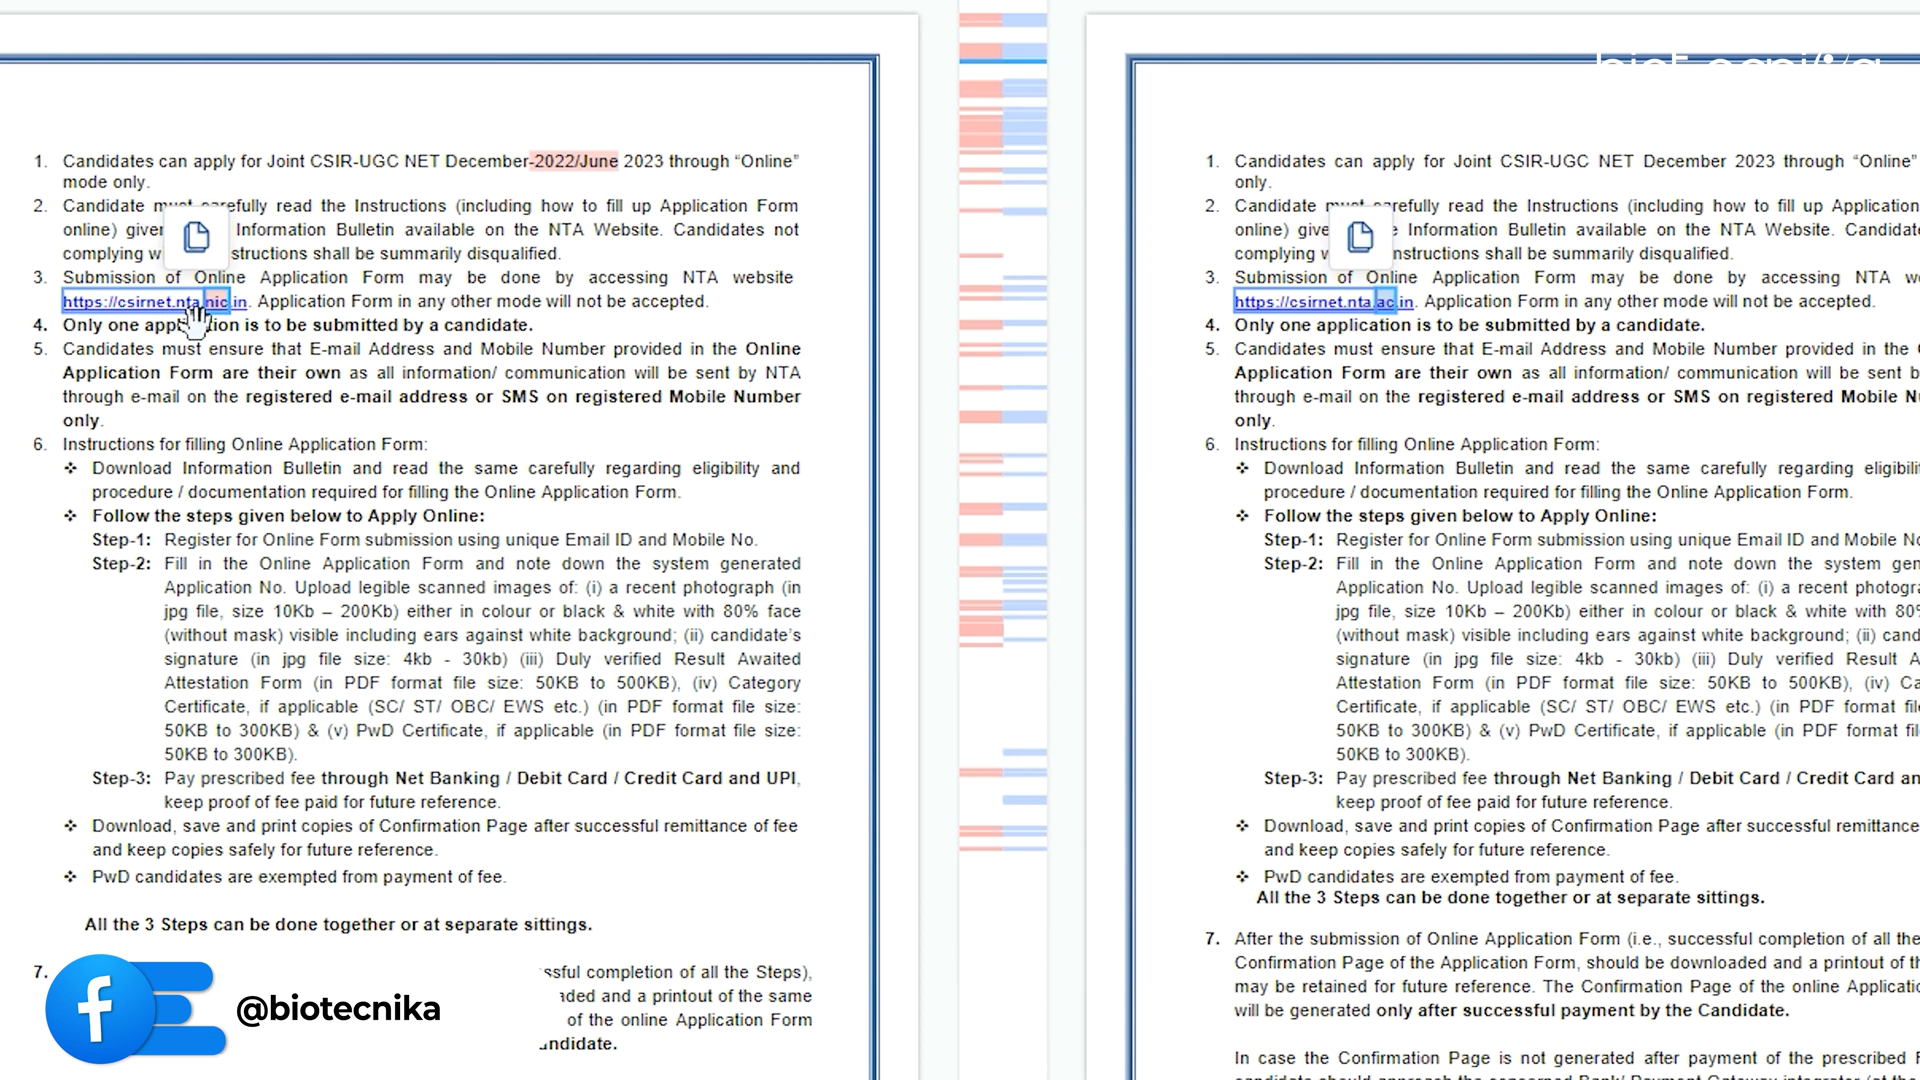 1. Candidates can apply for Joint CSIR-UGC NET December-2022/June 2023 through “Online”
mode only.
2. Candidate must carefully read the Instructions (including how to fill up Application Form
online) Information Bulletin available on the NTA Website. Candidates not
complying shall be summarily disqualified.
3. Submission of Online Application Form may be done by accessing NTA website
https://csirnet.nta.nic.in. Application Form in any other mode will not be accepted.
4. Only one application is to be submitted by a candidate.
5. Candidates must ensure that E-mail Address and Mobile Number provided in the Online
Application Form are their own as all information/ communication will be sent by NTA
through e-mail on the registered e-mail address or SMS on registered Mobile Number
only.
6. Instructions for filling Online Application Form:
❖ Download Information Bulletin and read the same carefully regarding eligibility and
procedure / documentation required for filling the Online Application Form.
❖ Follow the steps given below to Apply Online:
Step-1: Register for Online Form submission using unique Email ID and Mobile No.
Step-2: Fill in the Online Application Form and note down the system generated
Application No. Upload legible scanned images of: (i) a recent photograph (in
jpg file, size 10Kb – 200Kb) either in colour or black & white with 80% face
(without mask) visible including ears against white background; (ii) candidate’s
signature (in jpg file size: 4kb - 30kb) (iii) Duly verified Result Awaited
Attestation Form (in PDF format file size: 50KB to 500KB), (iv) Category
Certificate, if applicable (SC/ ST/ OBC/ EWS etc.) (in PDF format file size:
50KB to 300KB) & (v) PwD Certificate, if applicable (in PDF format file size:
50KB to 300KB).
Step-3: Pay prescribed fee through Net Banking / Debit Card / Credit Card and UPI,
keep proof of fee paid for future reference.
❖ Download, save and print copies of Confirmation Page after successful remittance of fee
and keep copies safely for future reference.
❖ PwD candidates are exempted from payment of fee.
All the 3 Steps can be done together or at separate sittings.
7. completion of all the Steps),
and a printout of the same
of the online Application Form
@biotecnika
1. Candidates can apply for Joint CSIR-UGC NET December 2023 through “Online”
only.
2. Candidate must carefully read the Instructions (including how to fill up Application
online) Information Bulletin available on the NTA Website.
complying shall be summarily disqualified.
3. Submission of Online Application Form may be done by accessing NTA
https://csirnet.nta.ac.in. Application Form in any other mode will not be accepted.
4. Only one application is to be submitted by a candidate.
5. Candidates must ensure that E-mail Address and Mobile Number provided in the
Application Form are their own as all information/ communication will be sent
through e-mail on the registered e-mail address or SMS on registered Mobile
only.
6. Instructions for filling Online Application Form:
❖ Download Information Bulletin and read the same carefully regarding
procedure / documentation required for filling the Online Application Form.
❖ Follow the steps given below to Apply Online:
Step-1: Register for Online Form submission using unique Email ID and Mobile
Step-2: Fill in the Online Application Form and note down the system
Application No. Upload legible scanned images of: (i) a recent
jpg file, size 10Kb – 200Kb) either in colour or black & white with
(without mask) visible including ears against white background; (ii)
signature (in jpg file size: 4kb - 30kb) (iii) Duly verified Result
Attestation Form (in PDF format file size: 50KB to 500KB), (iv)
Certificate, if applicable (SC/ ST/ OBC/ EWS etc.) (in PDF format
50KB to 300KB) & (v) PwD Certificate, if applicable (in PDF format
50KB to 300KB).
Step-3: Pay prescribed fee through Net Banking / Debit Card / Credit Card
keep proof of fee paid for future reference.
❖ Download, save and print copies of Confirmation Page after successful remittance
and keep copies safely for future reference.
❖ PwD candidates are exempted from payment of fee.
All the 3 Steps can be done together or at separate sittings.
7. After the submission of Online Application Form (i.e., successful completion of all
Confirmation Page of the Application Form, should be downloaded and a printout of
may be retained for future reference. The Confirmation Page of the online
will be generated only after successful payment by the Candidate.
In case the Confirmation Page is not generated after payment of the prescribed